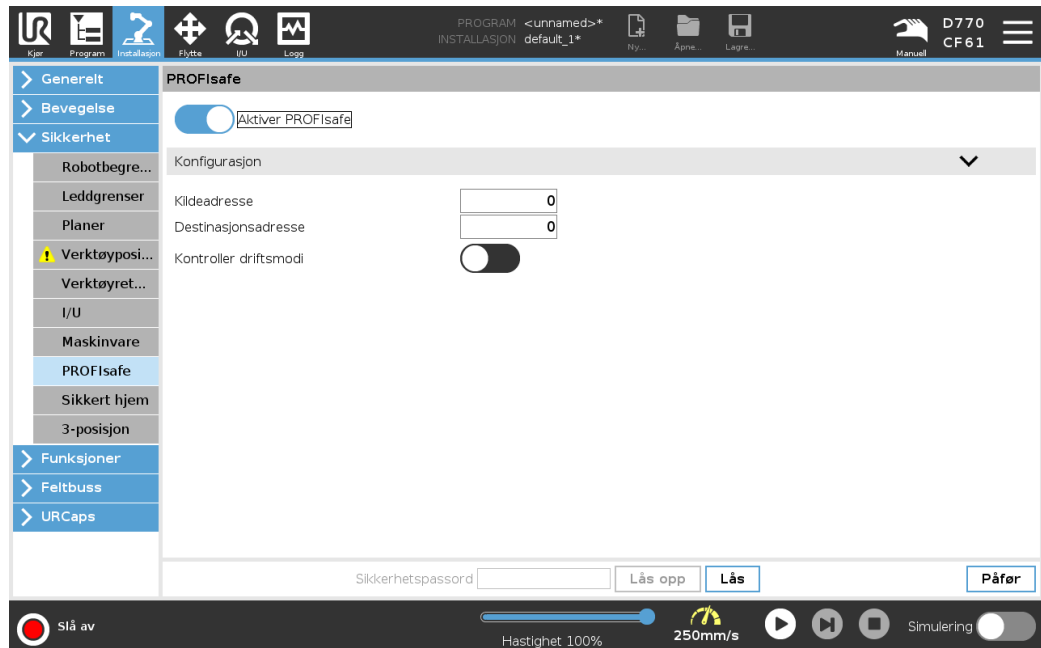 UR
PROGRAM <unnamed>*
INSTALLASJON default_1*
D770
CF61
Kjør Program Installasjon Flytte I/U Logg
Ny... Åpne... Lagre...
Manuell
Generelt
Bevegelse
Sikkerhet
Robotbegre...
Leddgrenser
Planer
Verktøyposi...
Verktøyret...
I/U
Maskinvare
PROFIsafe
Sikkert hjem
3-posisjon
Funksjoner
Feltbuss
URCaps
PROFIsafe
Aktiver PROFIsafe
Konfigurasjon
Kildeadresse 0
Destinasjonsadresse 0
Kontroller driftsmodi
Sikkerhetspassord Lås opp Lås Påfør
Slå av
Hastighet 100%
250mm/s
Simulering